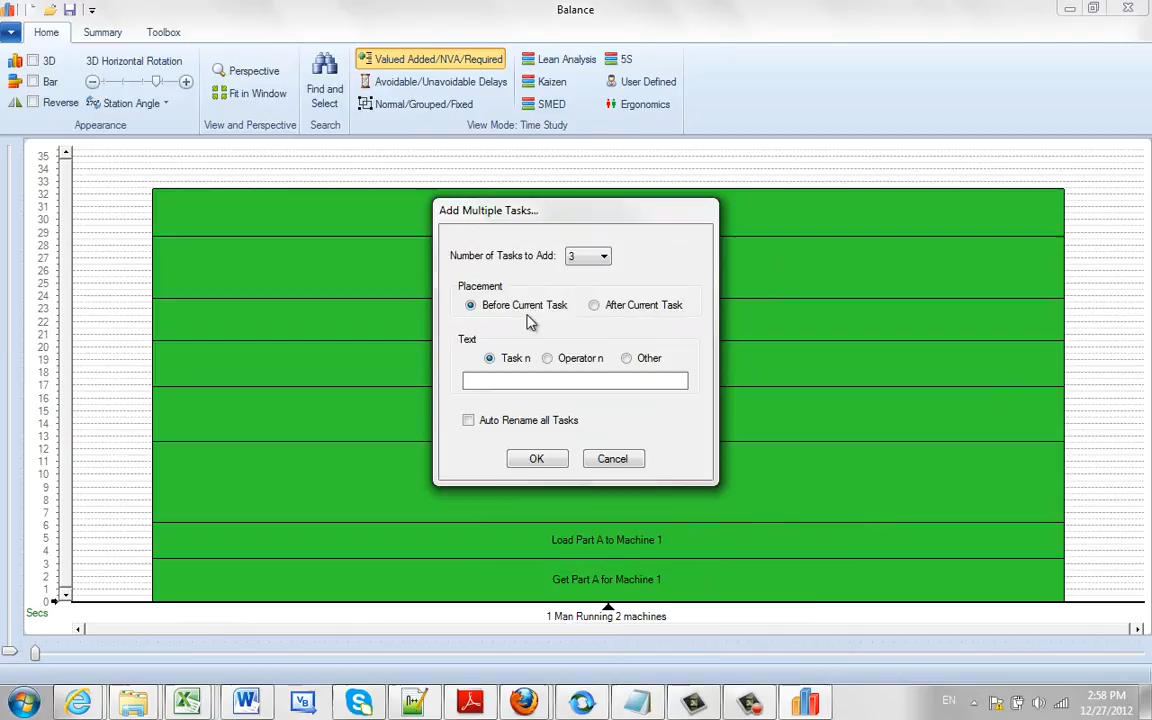 Balance
Home Summary Toolbox
3D 3D Horizontal Rotation
Bar
Reverse Station Angle
Appearance
Perspective
Fit in Window
View and Perspective
Find and
Select
Search
Valued Added/NVA/Required Lean Analysis 5S
Avoidable/Unavoidable Delays Kaizen User Defined
Normal/Grouped/Fixed SMED Ergonomics
View Mode: Time Study
35
34
33
32
31
30
29
28
27
26
25
24
23
22
21
20
19
18
17
16
15
14
13
12
11
10
9
8
7
6
5
4
3
2
1
0
Secs
Add Multiple Tasks...
Number of Tasks to Add: 3
Placement
Before Current Task After Current Task
Text
Task n Operator n Other
Auto Rename all Tasks
OK Cancel
Load Part A to Machine 1
Get Part A for Machine 1
1 Man Running 2 machines
EN
2:58 PM
12/27/2012